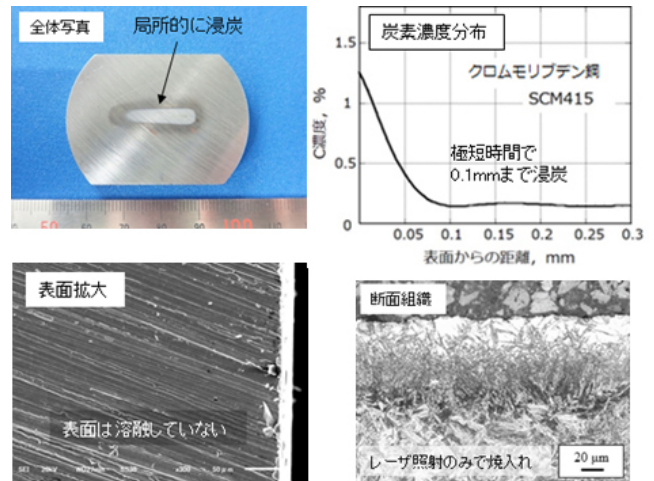 全体写真
局所的に浸炭
50
70
80
90
100
炭素濃度分布
1.5
1
0.5
0
C濃度, %
クロムモリブデン鋼
SCM415
極短時間で
0.1mmまで浸炭
0.05 0.1 0.15 0.2 0.25 0.3
表面からの距離, mm
表面拡大
表面は溶融していない
SEI 20kV
x300 50μm
断面組織
レーザ照射のみで焼入れ
20 μm